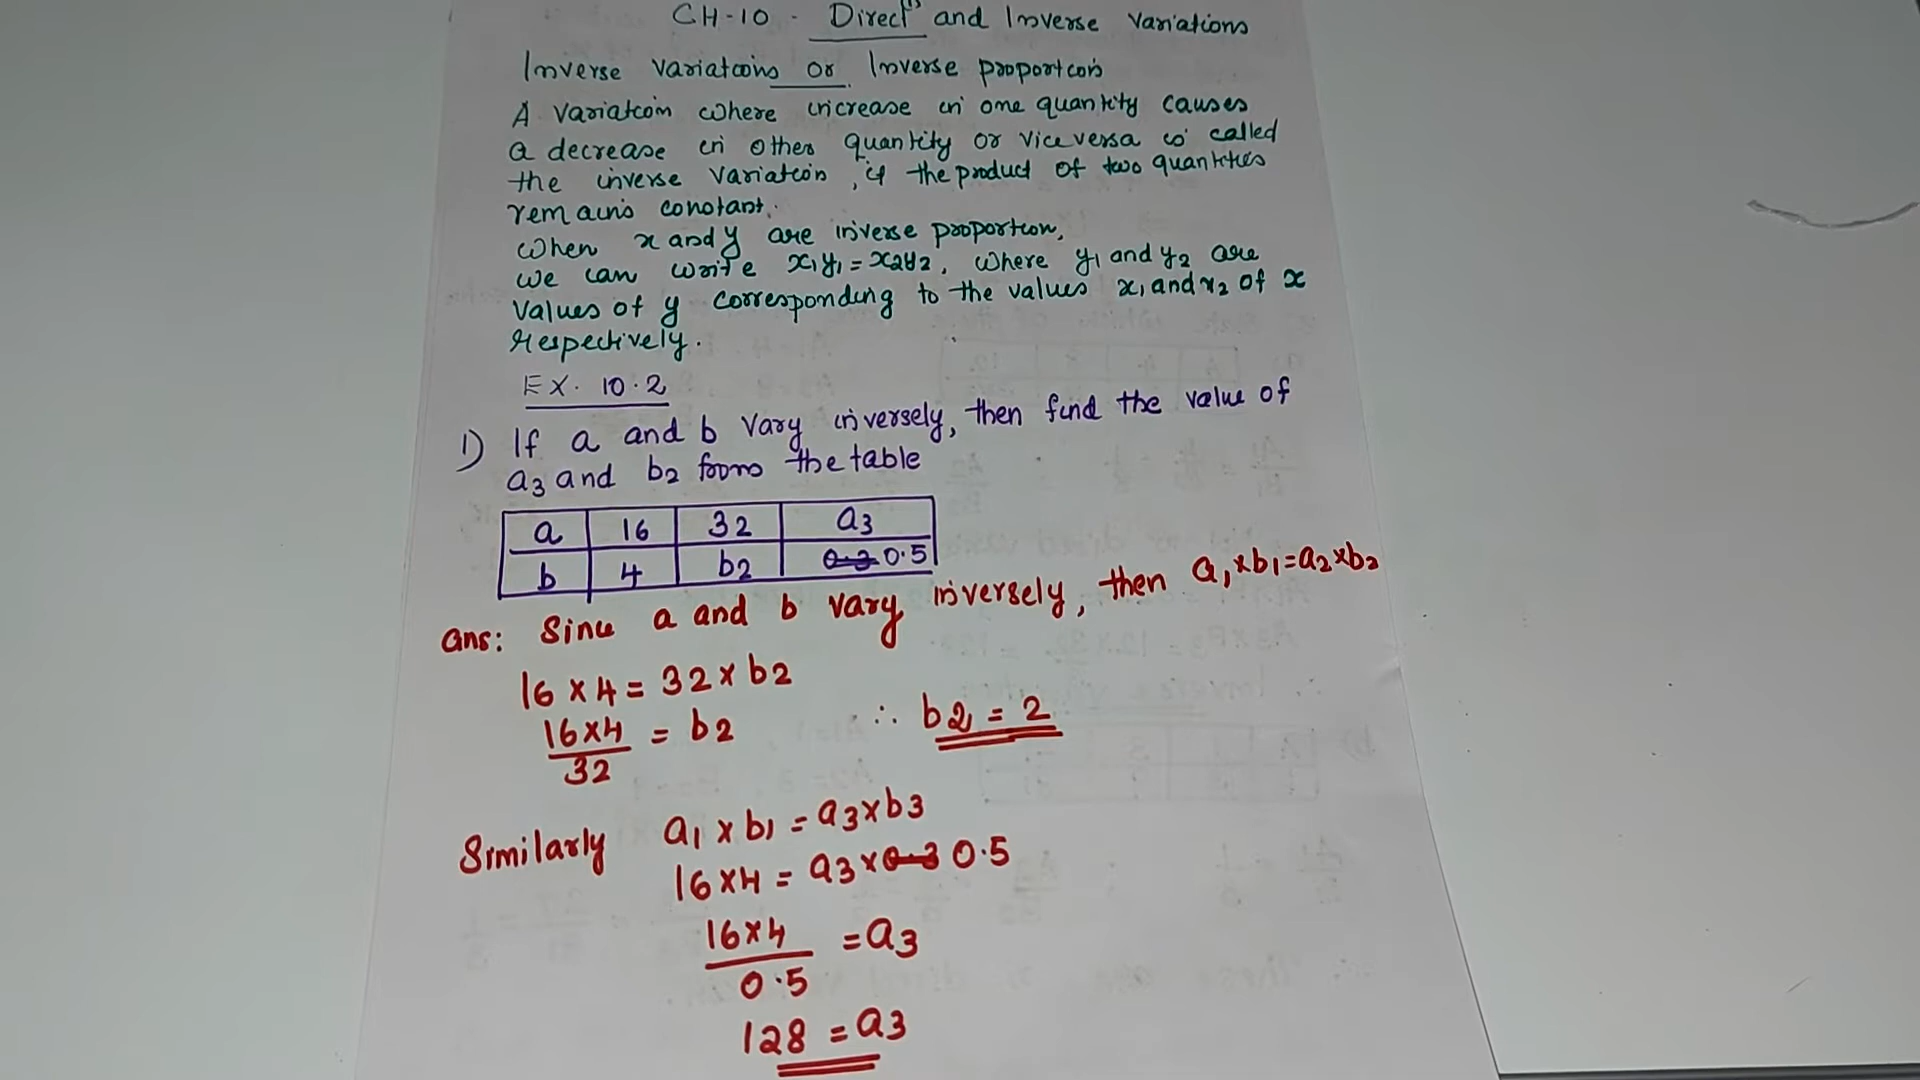 CH-10 - Direct and Inverse Variations
Inverse Variations or Inverse proportion
A variation where increase in one quantity causes
a decrease in other quantity or vice versa is called
the inverse variation, if the product of two quantities
remains constant.
When x and y are inverse proportion,
we can write x₁y₁ = x₂y₂, where y₁ and y₂ are
values of y corresponding to the values x₁ and x₂ of x
respectively.
EX. 10.2
1) If a and b vary inversely, then find the value of
a3 and b2 from the table
a 16 32 a3
b 4 b2 0.5
Ans: Since a and b vary inversely, then a₁×b₁=a₂×b₂
16 × 4 = 32 × b2
16×4/32 = b2 ∴ b2 = 2
Similarly a₁ × b₁ = a3×b3
16×4 = a3× 0.5
16×4/0.5 = a3
128 = a3